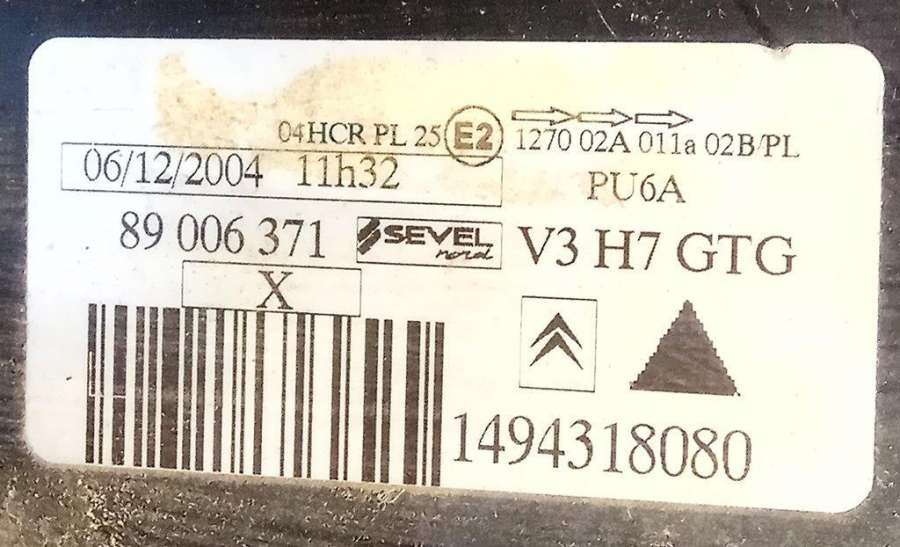 04HCR PL 25 E2 1270 02A 011a 02B/PL
06/12/2004 11h32 PU6A
89 006 371 SEVEL nord V3 H7 GTG
X
1494318080